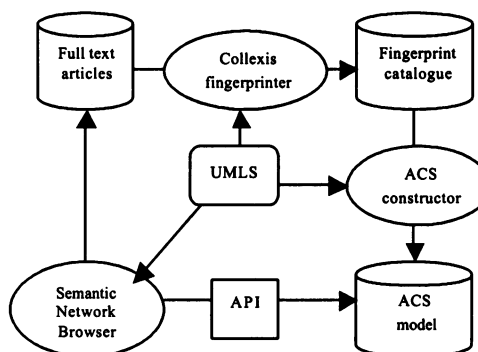 Full text
articles
Collexis
fingerprinter
Fingerprint
catalogue
UMLS
ACS
constructor
Semantic
Network
Browser
API
ACS
model